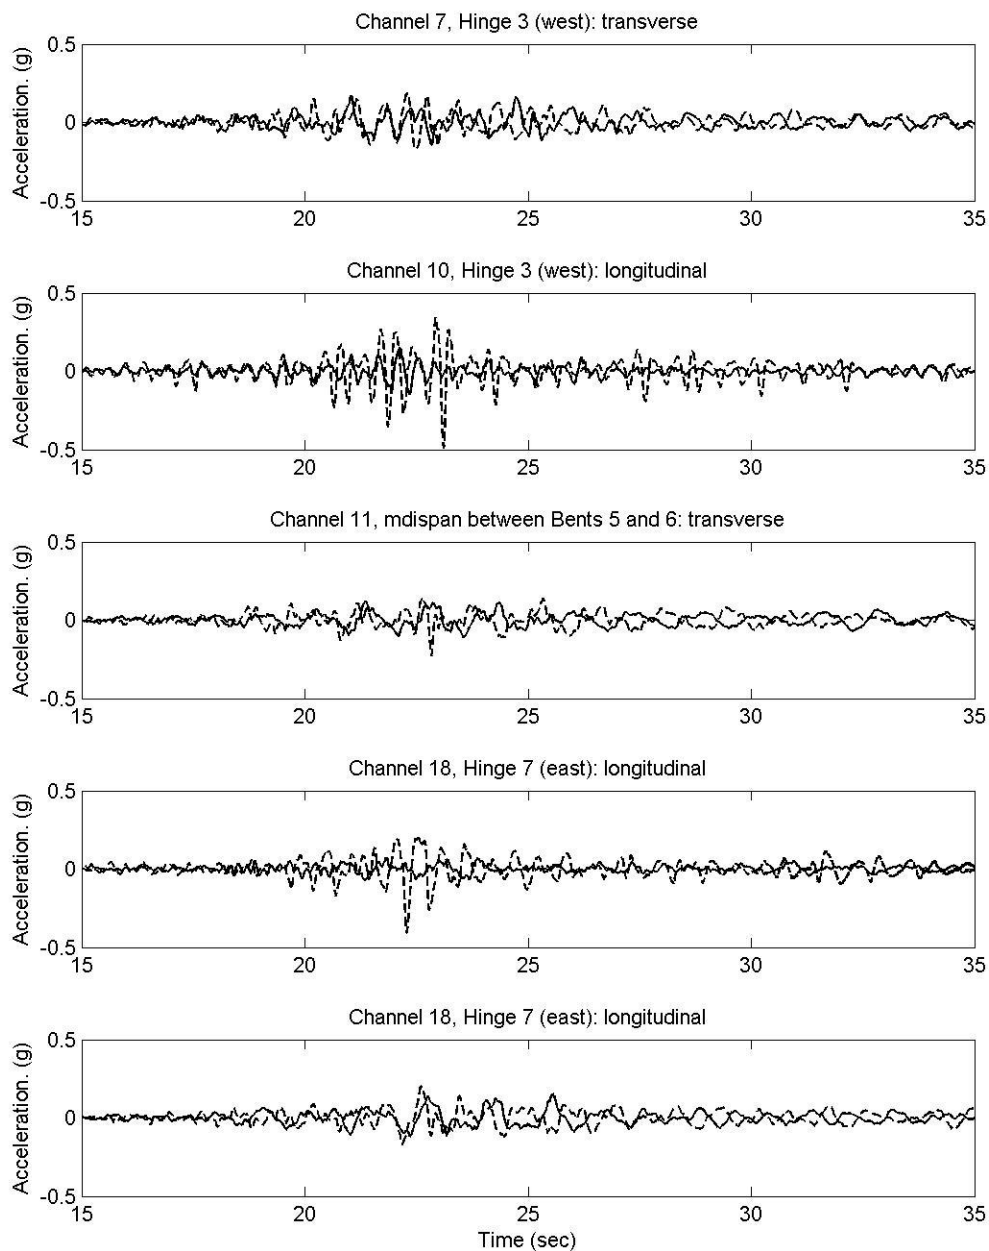 Channel 7, Hinge 3 (west): transverse
0.5
0
-0.5
Acceleration. (g)
15 20 25 30 35
Channel 10, Hinge 3 (west): longitudinal
0.5
0
-0.5
Acceleration. (g)
15 20 25 30 35
Channel 11, mdispan between Bents 5 and 6: transverse
0.5
0
-0.5
Acceleration. (g)
15 20 25 30 35
Channel 18, Hinge 7 (east): longitudinal
0.5
0
-0.5
Acceleration. (g)
15 20 25 30 35
Channel 18, Hinge 7 (east): longitudinal
0.5
0
-0.5
Acceleration. (g)
15 20 25 30 35
Time (sec)